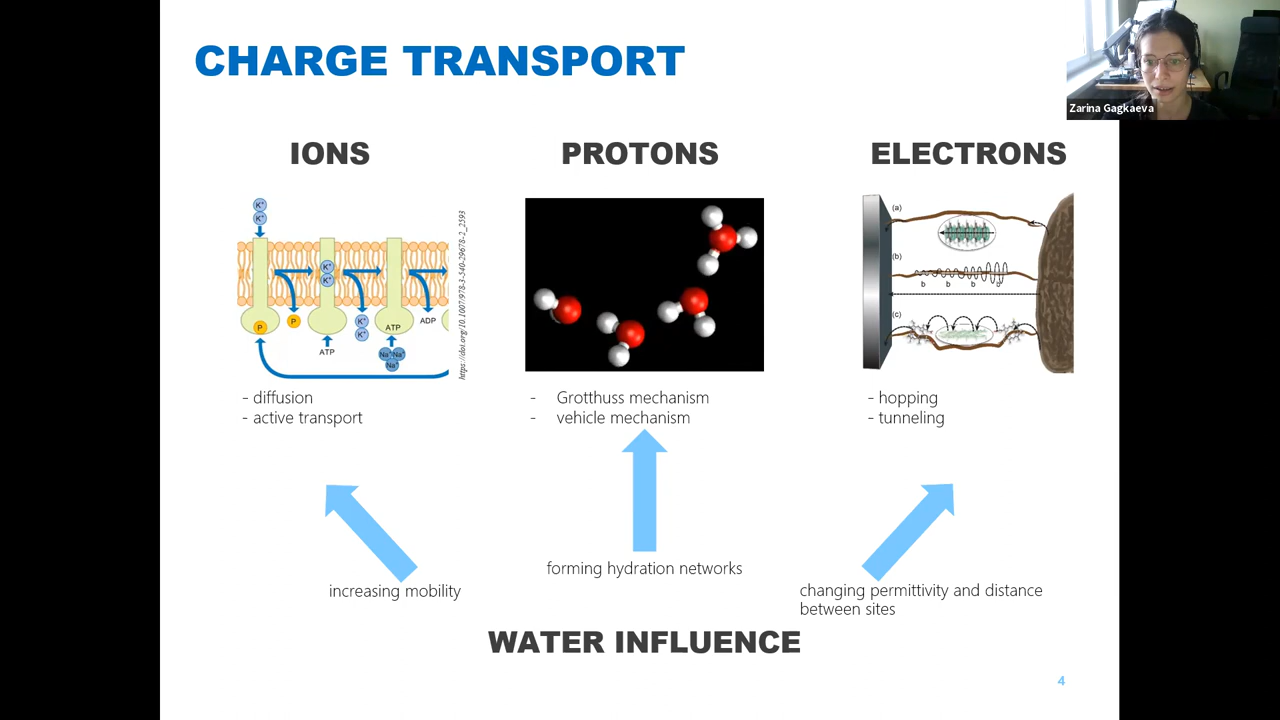 CHARGE TRANSPORT
Zarina Gagkaeva
IONS
PROTONS
ELECTRONS
K⁺
K⁺
K⁺
K⁺
K⁺
K⁺
P
P
ATP
ATP
ADP
Na⁺
Na⁺
Na⁺
https://doi.org/10.1007/978-3-540-29678-2_2593
(a)
(b)
b
b
b
b
(c)
- diffusion
- active transport
- Grotthuss mechanism
- vehicle mechanism
- hopping
- tunneling
increasing mobility
forming hydration networks
changing permittivity and distance
between sites
WATER INFLUENCE
4